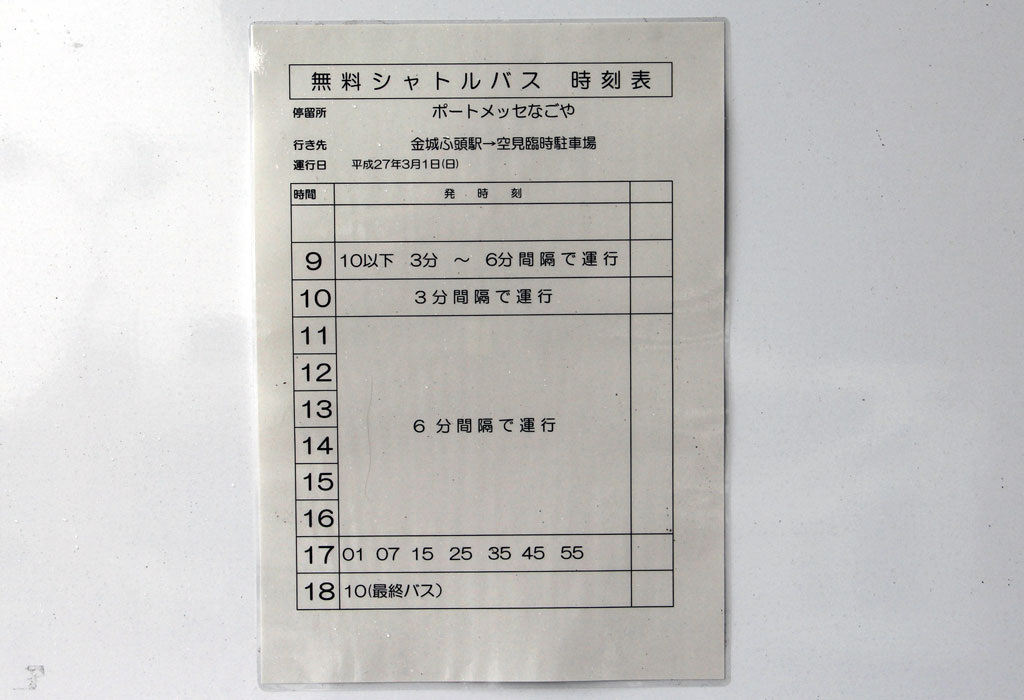 無料シャトルバス 時刻表
停留所 ポートメッセなごや
行き先 金城ふ頭駅→空見臨時駐車場
運行日 平成27年3月1日(日)
時間 発時刻
9 10以下 3分 ～ 6分間隔で運行
10 3分間隔で運行
11
12
13
6分間隔で運行
14
15
16
17 01 07 15 25 35 45 55
18 10(最終バス)